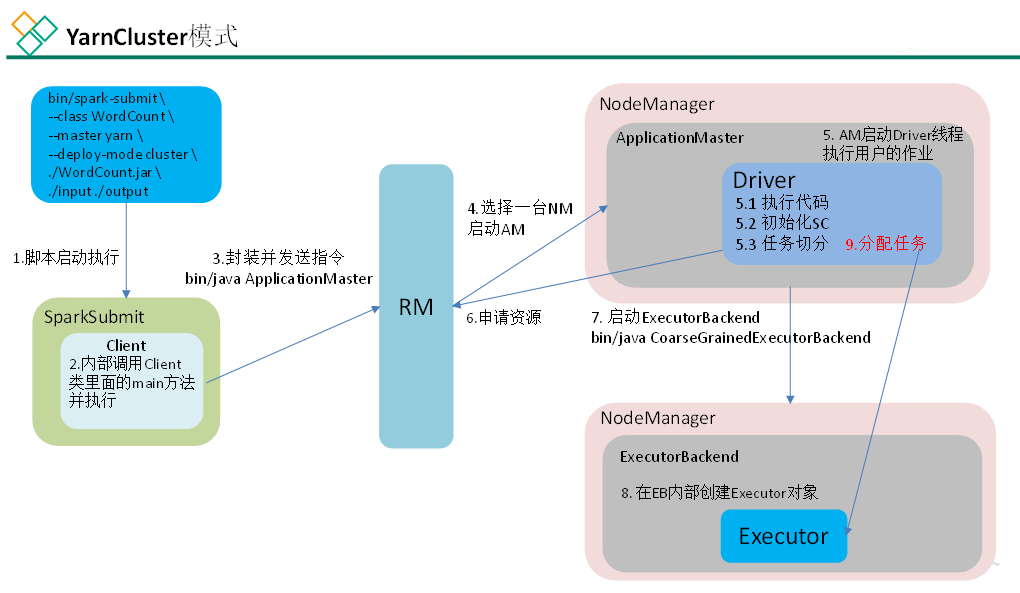 YarnCluster模式
bin/spark-submit \
--class WordCount \
--master yarn \
--deploy-mode cluster \
./WordCount.jar \
./input ./output
1.脚本启动执行
SparkSubmit
Client
2.内部调用Client
类里面的main方法
并执行
3.封装并发送指令
bin/java ApplicationMaster
RM
4.选择一台NM
启动AM
6.申请资源
NodeManager
ApplicationMaster
5. AM启动Driver线程
执行用户的作业
Driver
5.1 执行代码
5.2 初始化SC
5.3 任务切分
9.分配任务
7. 启动ExecutorBackend
bin/java CoarseGrainedExecutorBackend
NodeManager
ExecutorBackend
8. 在EB内部创建Executor对象
Executor